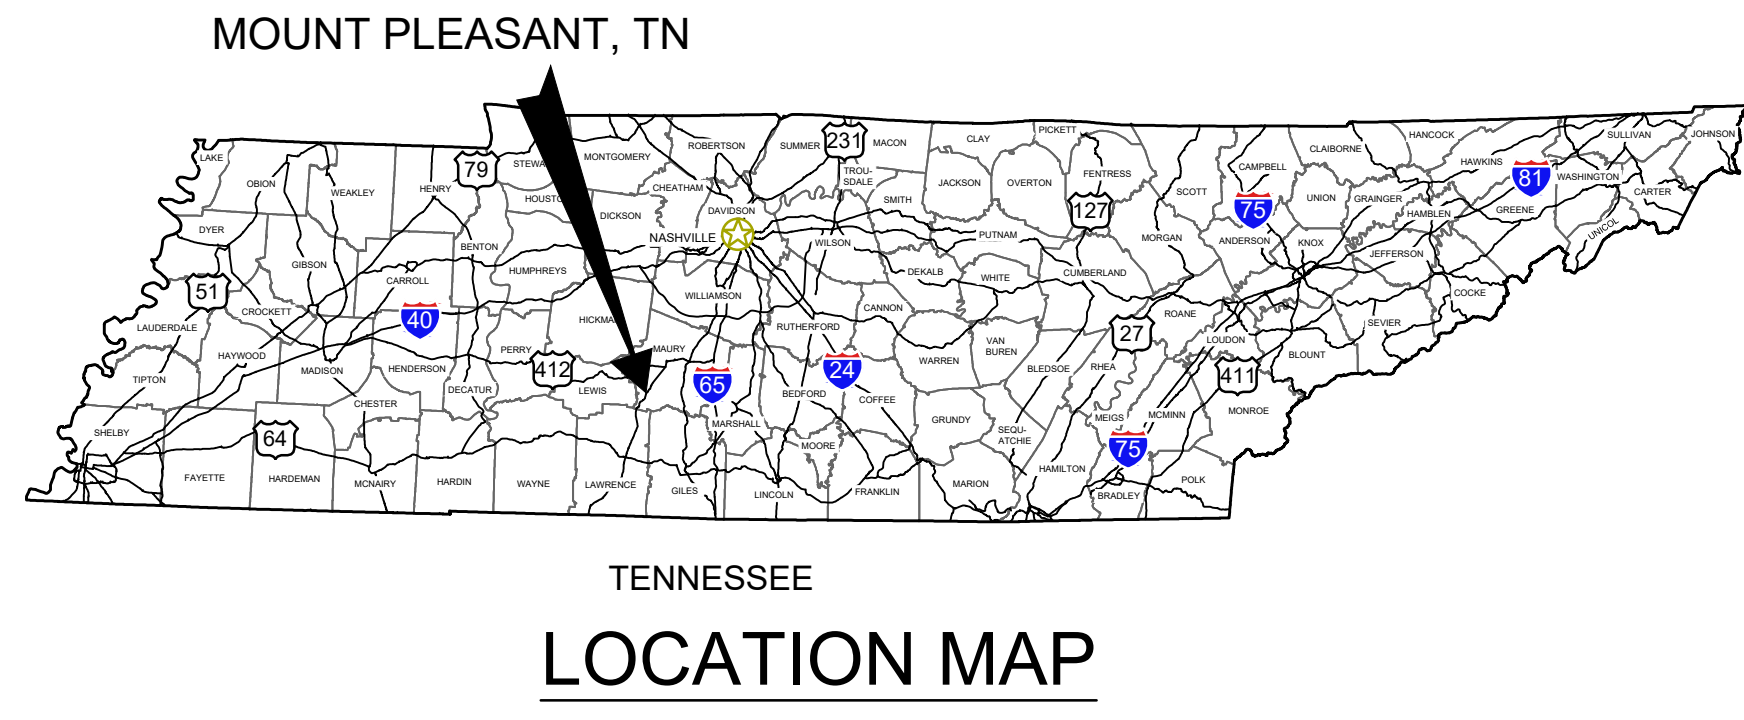 MOUNT PLEASANT, TN
LAKE
OBION
WEAKLEY
HENRY
79
STEWA
MONTGOMERY
ROBERTSON
SUMMER
231
MACON
CLAY
PICKETT
FENTRESS
SCOTT
CAMPBELL
CLAIBORNE
HANCOCK
HAWKINS
SULLIVAN
JOHNSON
81
WASHINGTON
CARTER
GREENE
UNICOI
HOUSTO
DICKSON
CHEATHAM
DAVIDSON
NASHVILLE
TROU-
SDALE
SMITH
JACKSON
OVERTON
127
75
UNION
GRAINGER
HAMBLEN
DYER
GIBSON
CARROLL
BENTON
HUMPHREYS
WILLIAMSON
WILSON
PUTNAM
DEKALB
WHITE
CUMBERLAND
MORGAN
ANDERSON
KNOX
JEFFERSON
COCKE
51
CROCKETT
40
HICKMA
RUTHERFORD
CANNON
27
ROANE
LOUDON
SEVIER
LAUDERDALE
HAYWOOD
MADISON
HENDERSON
PERRY
412
MAURY
65
24
WARREN
VAN
BUREN
BLEDSOE
RHEA
411
BLOUNT
TIPTON
CHESTER
DECATUR
LEWIS
BEDFORD
COFFEE
MARSHALL
MOORE
GRUNDY
SEQU-
ATCHIE
MEIGS
MCMINN
MONROE
SHELBY
64
75
FAYETTE
HARDEMAN
MCNAIRY
HARDIN
WAYNE
LAWRENCE
GILES
LINCOLN
FRANKLIN
MARION
HAMILTON
BRADLEY
POLK
TENNESSEE
LOCATION MAP